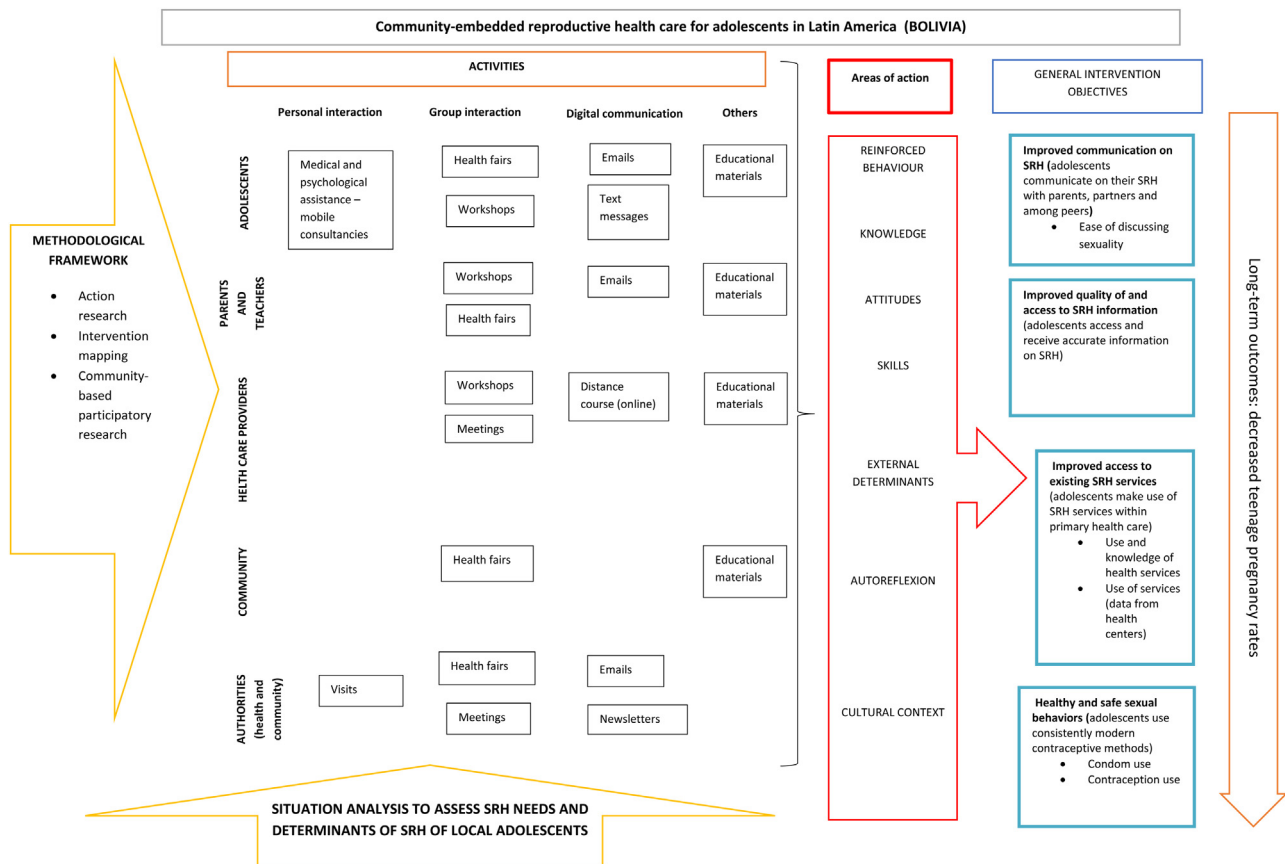 Community-embedded reproductive health care for adolescents in Latin America (BOLIVIA)
METHODOLOGICAL
FRAMEWORK
• Action
research
• Intervention
mapping
• Community-
based
participatory
research
ACTIVITIES
Personal interaction
Group interaction
Digital communication
Others
ADOLESCENTS
Medical and
psychological
assistance –
mobile
consultancies
Health fairs
Workshops
Emails
Text
messages
Educational
materials
PARENTS
AND
TEACHERS
Workshops
Health fairs
Emails
Educational
materials
HELTH CARE PROVIDERS
Workshops
Meetings
Distance
course (online)
Educational
materials
COMMUNITY
Health fairs
Educational
materials
AUTHORITIES
(health and
community)
Visits
Health fairs
Meetings
Emails
Newsletters
SITUATION ANALYSIS TO ASSESS SRH NEEDS AND
DETERMINANTS OF SRH OF LOCAL ADOLESCENTS
Areas of action
REINFORCED
BEHAVIOUR
KNOWLEDGE
ATTITUDES
SKILLS
EXTERNAL
DETERMINANTS
AUTOREFLEXION
CULTURAL CONTEXT
GENERAL INTERVENTION
OBJECTIVES
Improved communication on
SRH (adolescents
communicate on their SRH
with parents, partners and
among peers)
• Ease of discussing
sexuality
Improved quality of and
access to SRH information
(adolescents access and
receive accurate information
on SRH)
Improved access to
existing SRH services
(adolescents make use of
SRH services within
primary health care)
• Use and
knowledge of
health services
• Use of services
(data from
health
centers)
Healthy and safe sexual
behaviors (adolescents use
consistently modern
contraceptive methods)
• Condom use
• Contraception use
Long-term outcomes: decreased teenage pregnancy rates